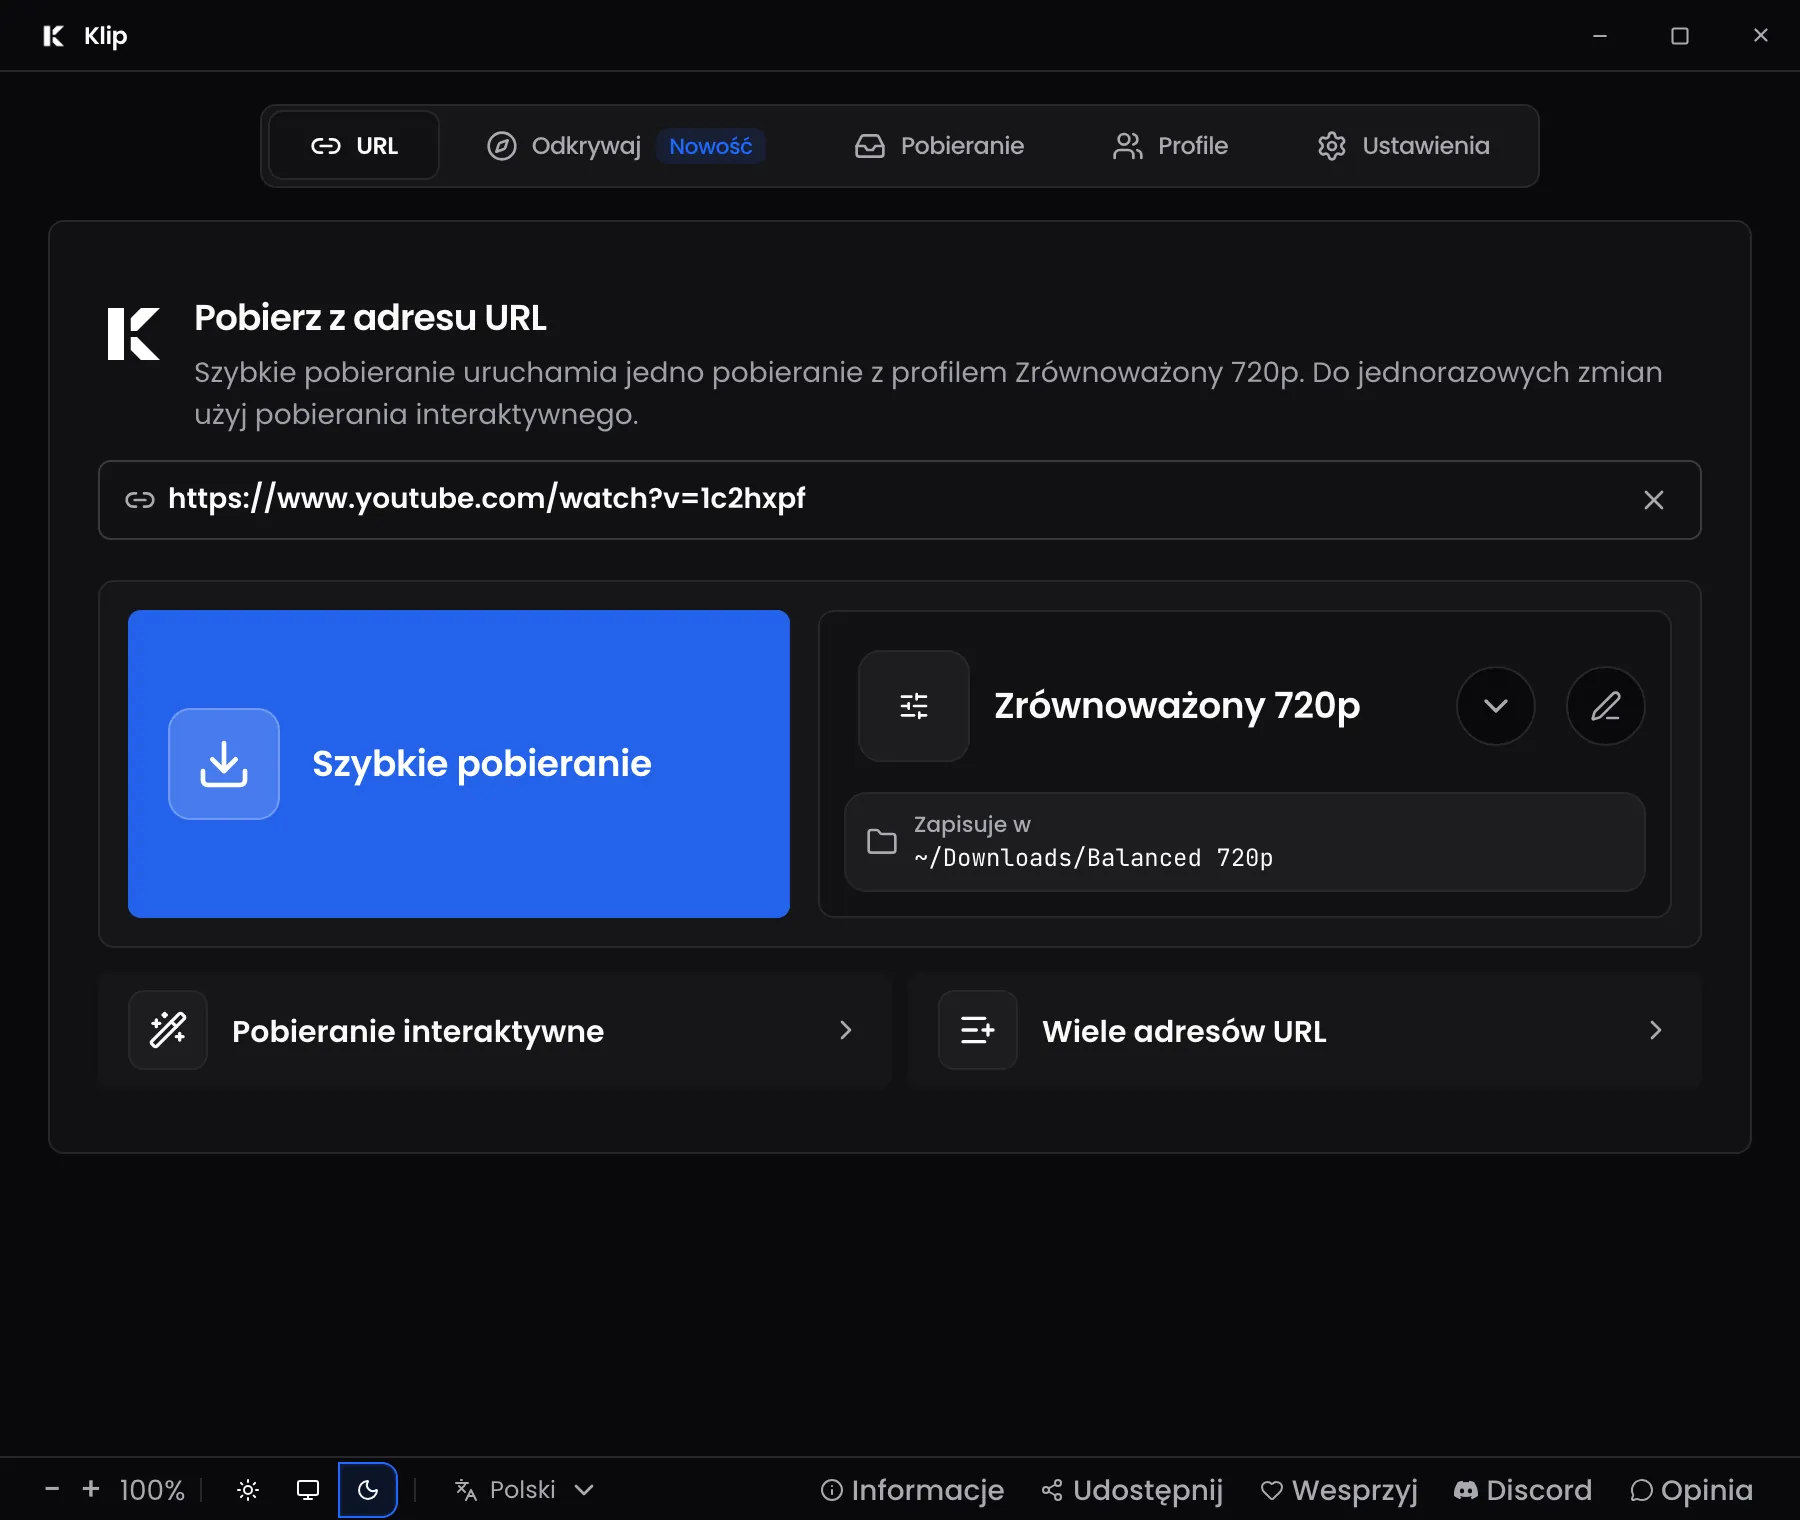 Klip
URL
Odkrywaj
Nowość
Pobieranie
Profile
Ustawienia
Pobierz z adresu URL
Szybkie pobieranie uruchamia jedno pobieranie z profilem Zrównoważony 720p. Do jednorazowych zmian
użyj pobierania interaktywnego.
https://www.youtube.com/watch?v=1c2hxpf
Szybkie pobieranie
Zrównoważony 720p
Zapisuje w
~/Downloads/Balanced 720p
Pobieranie interaktywne
Wiele adresów URL
100%
Polski
Informacje
Udostępnij
Wesprzyj
Discord
Opinia